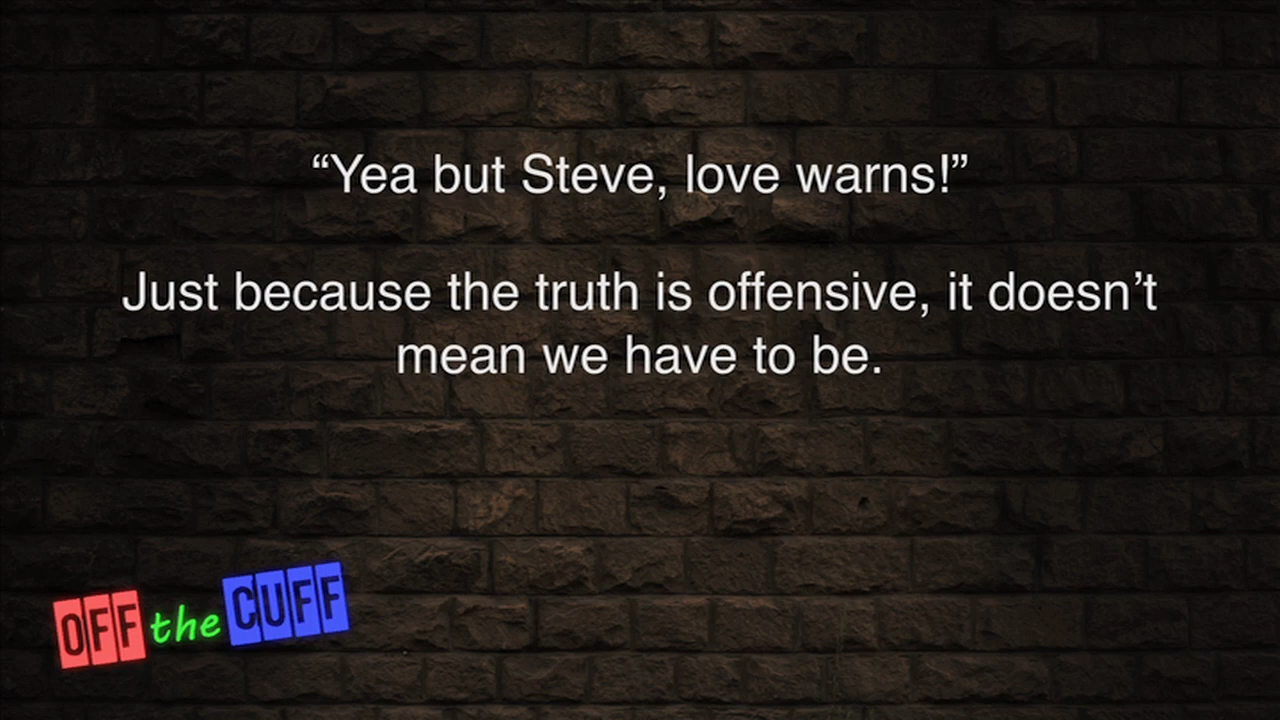 “Yea but Steve, love warns!”
Just because the truth is offensive, it doesn’t
mean we have to be.
OFF the CUFF